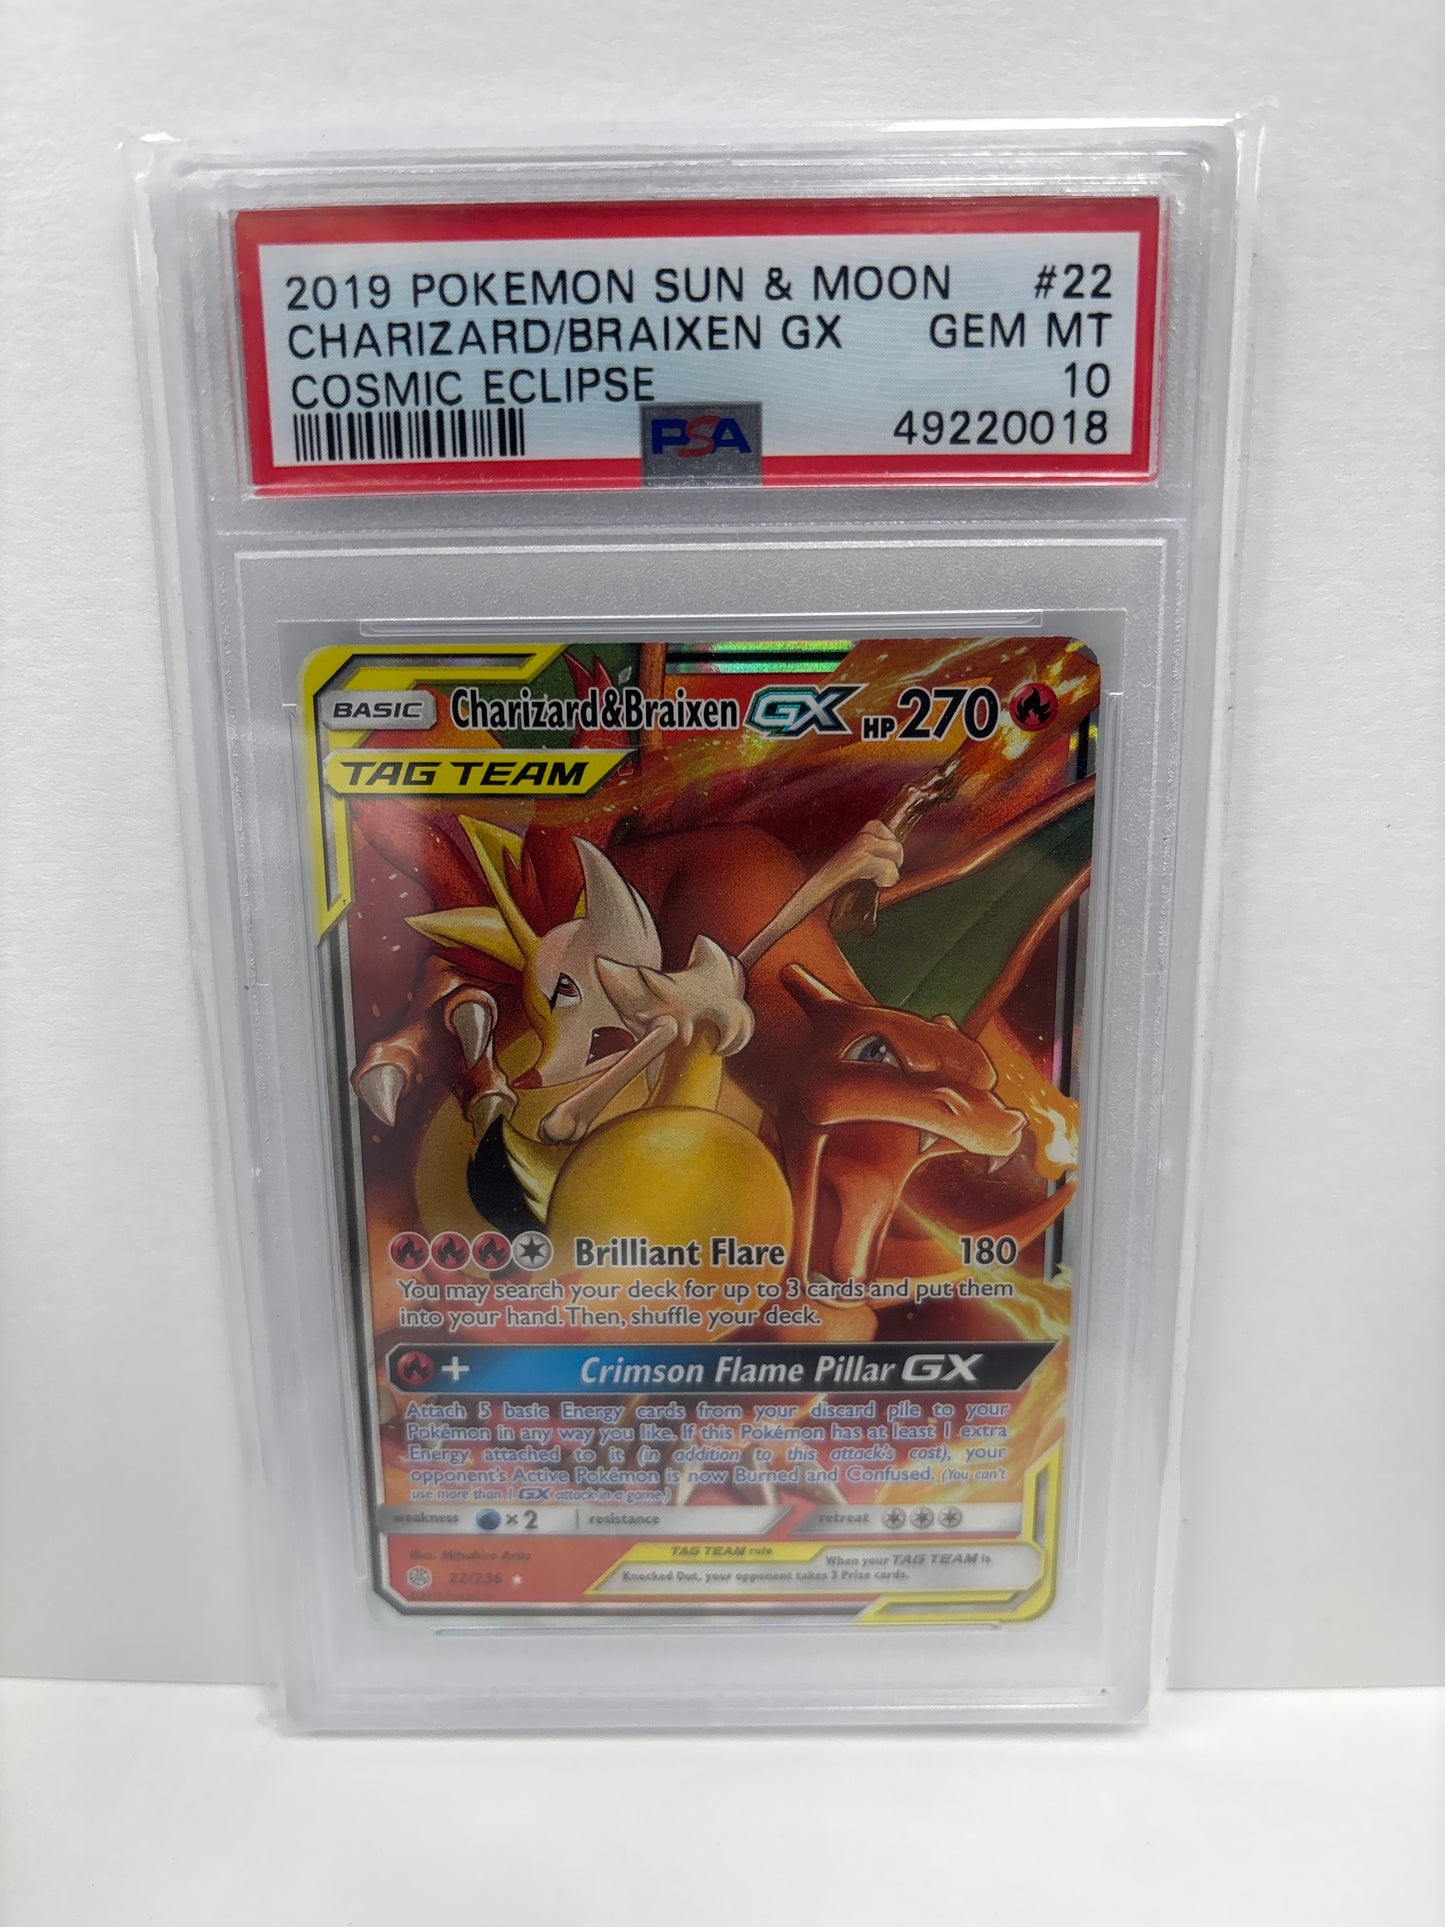 2019 POKEMON SUN & MOON #22
CHARIZARD/BRAIXEN GX GEM MT
COSMIC ECLIPSE 10
PSA 49220018
BASIC Charizard&Braixen GX HP 270
TAG TEAM
Brilliant Flare 180
You may search your deck for up to 3 cards and put them
into your hand. Then, shuffle your deck.
+ Crimson Flame Pillar GX
Attach 5 basic Energy cards from your discard pile to your
Pokémon in any way you like. If this Pokémon has at least 1 extra
Energy attached to it (in addition to this attack's cost), your
opponent's Active Pokémon is now Burned and Confused. (You can't
use more than 1 GX attack in a game.)
weakness ×2 resistance retreat
Illus. Mitsuhiro Arita
22/236
TAG TEAM rule When your TAG TEAM is
Knocked Out, your opponent takes 3 Prize cards.